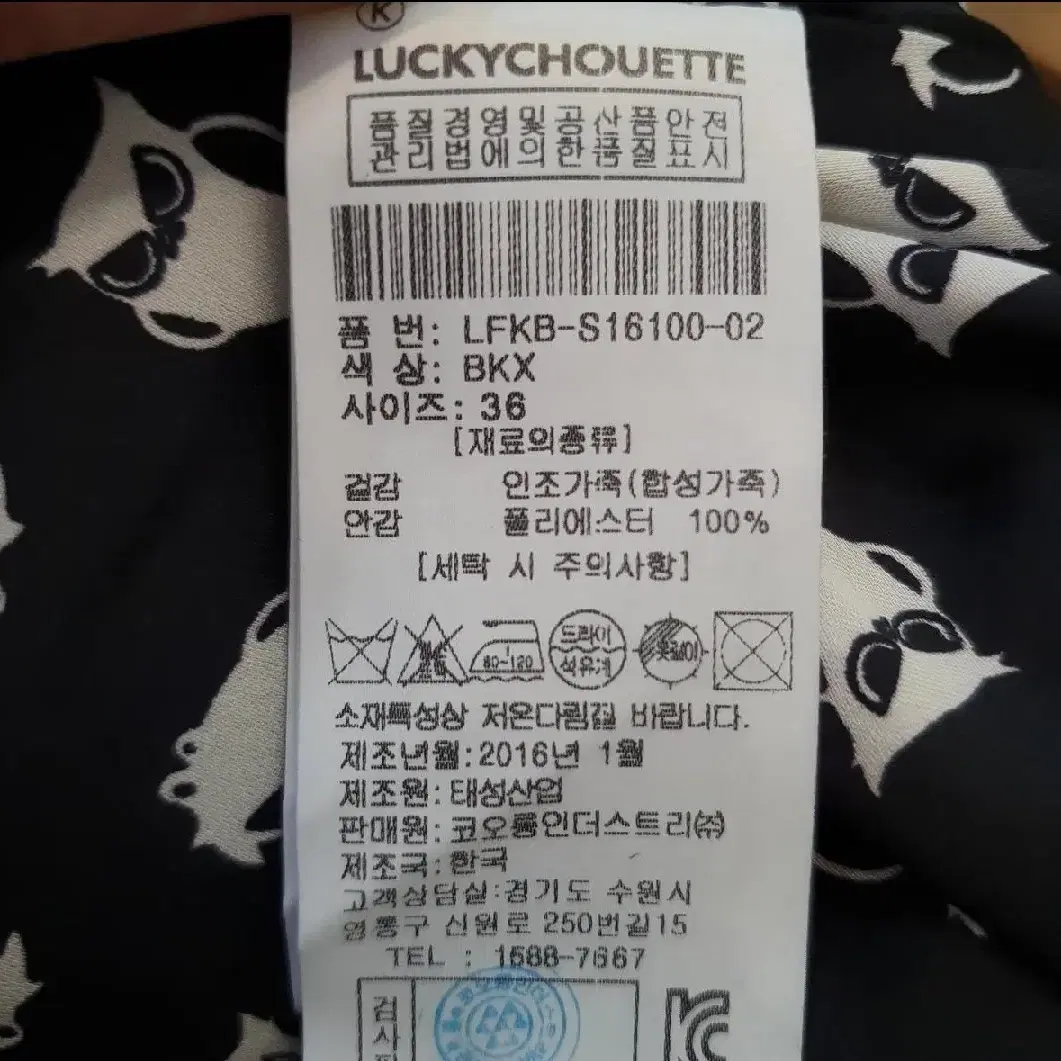 K
LUCKYCHOUETTE
품질경영및공산품안전
관리법에의한품질표시
품 번: LFKB-S16100-02
색 상: BKX
사이즈: 36
[재료의종류]
겉감 인조가죽(합성가죽)
안감 폴리에스터 100%
[세탁 시 주의사항]
80-120 드라이 석유계
소재특성상 저온다림질 바랍니다.
제조년월:2016년 1월
제조원:태성산업
판매원:코오롱인더스트리㈜
제조국:한국
고객상담실:경기도 수원시
영통구 신원로 250번길15
TEL : 1688-7667
검사